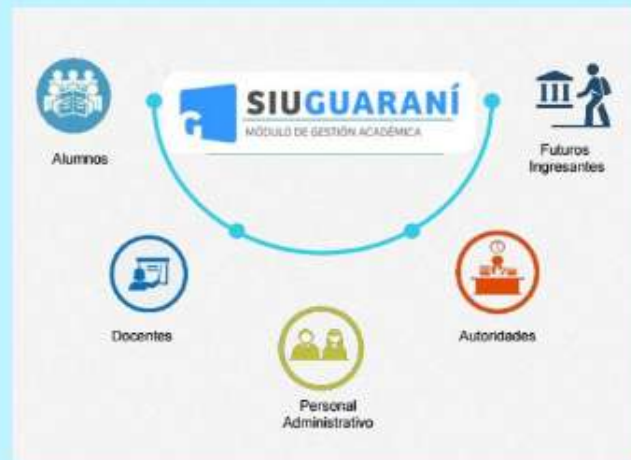 SIUGUARANÍ
G
MÓDULO DE GESTIÓN ACADÉMICA
Alumnos
Futuros
Ingresantes
Docentes
Autoridades
Personal
Administrativo